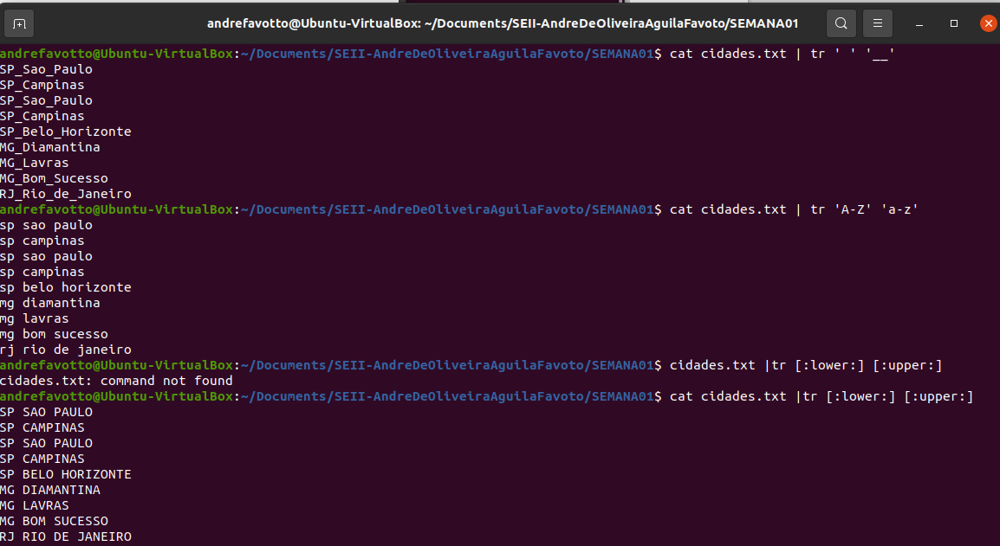 andrefavotto@Ubuntu-VirtualBox: ~/Documents/SEII-AndreDeOliveiraAguilaFavoto/SEMANA01
andrefavotto@Ubuntu-VirtualBox:~/Documents/SEII-AndreDeOliveiraAguilaFavoto/SEMANA01$ cat cidades.txt | tr ' ' '__'
SP_Sao_Paulo
SP_Campinas
SP_Sao_Paulo
SP_Campinas
SP_Belo_Horizonte
MG_Diamantina
MG_Lavras
MG_Bom_Sucesso
RJ_Rio_de_Janeiro
andrefavotto@Ubuntu-VirtualBox:~/Documents/SEII-AndreDeOliveiraAguilaFavoto/SEMANA01$ cat cidades.txt | tr 'A-Z' 'a-z'
sp sao paulo
sp campinas
sp sao paulo
sp campinas
sp belo horizonte
mg diamantina
mg lavras
mg bom sucesso
rj rio de janeiro
andrefavotto@Ubuntu-VirtualBox:~/Documents/SEII-AndreDeOliveiraAguilaFavoto/SEMANA01$ cidades.txt |tr [:lower:] [:upper:]
cidades.txt: command not found
andrefavotto@Ubuntu-VirtualBox:~/Documents/SEII-AndreDeOliveiraAguilaFavoto/SEMANA01$ cat cidades.txt |tr [:lower:] [:upper:]
SP SAO PAULO
SP CAMPINAS
SP SAO PAULO
SP CAMPINAS
SP BELO HORIZONTE
MG DIAMANTINA
MG LAVRAS
MG BOM SUCESSO
RJ RIO DE JANEIRO